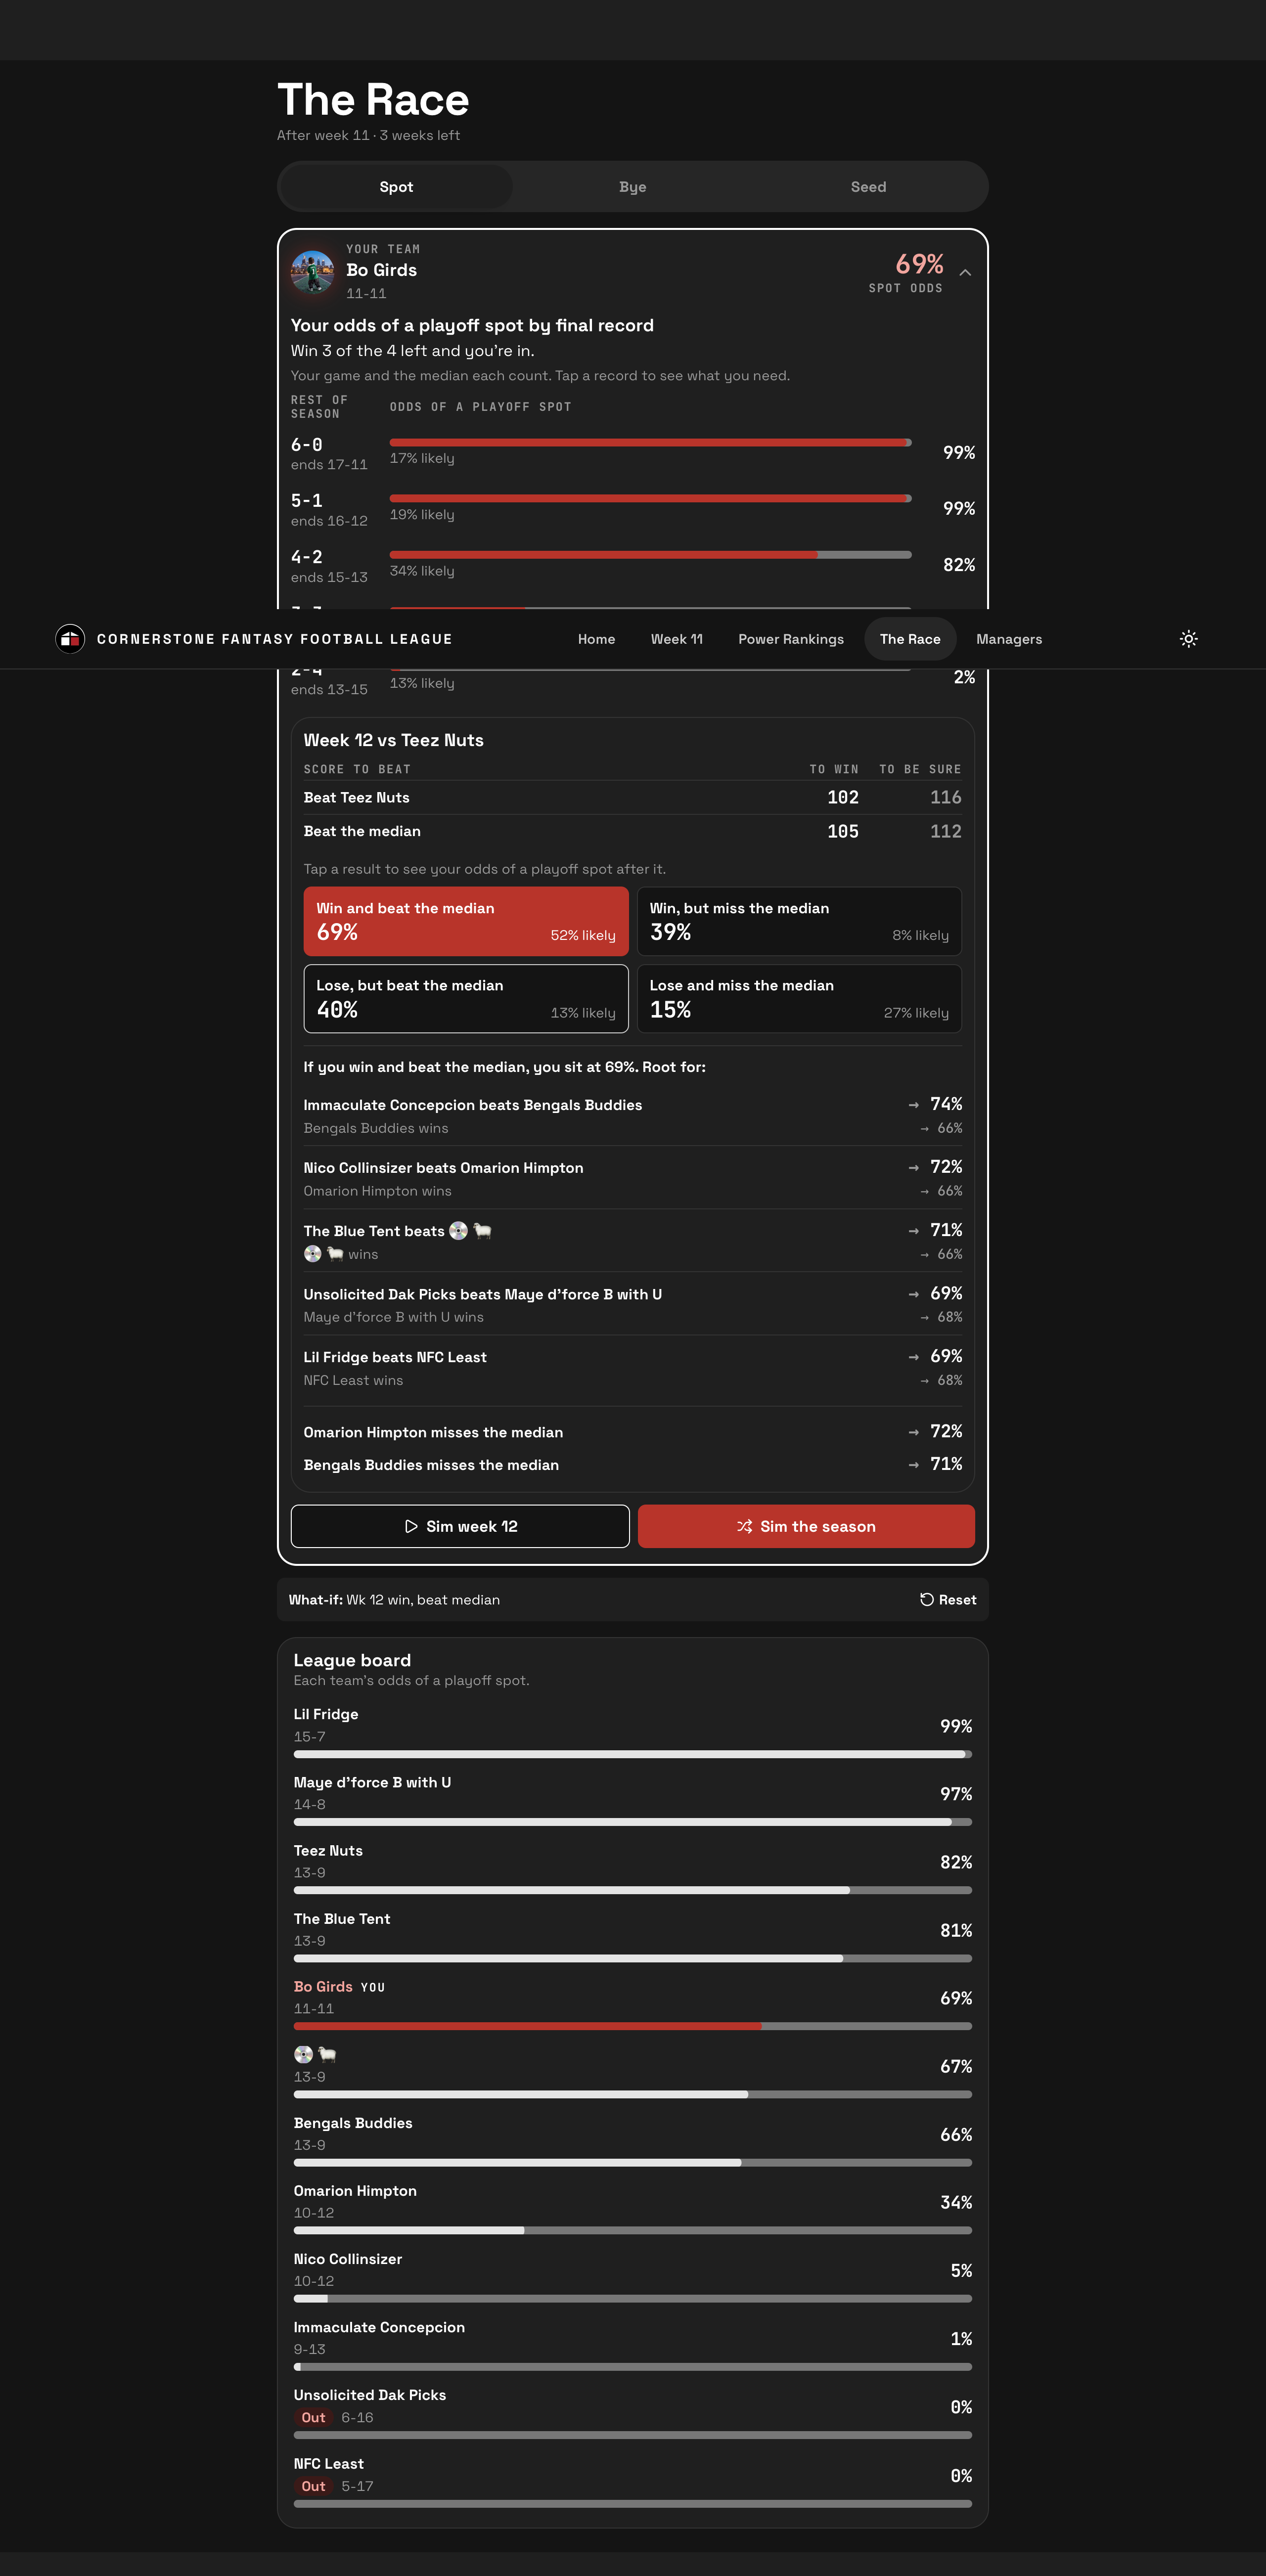 The Race
After week 11 · 3 weeks left
Spot
Bye
Seed
YOUR TEAM
Bo Girds
11-11
69%
SPOT ODDS
Your odds of a playoff spot by final record
Win 3 of the 4 left and you're in.
Your game and the median each count. Tap a record to see what you need.
REST OF
SEASON
ODDS OF A PLAYOFF SPOT
6-0
ends 17-11
17% likely
99%
5-1
ends 16-12
19% likely
99%
4-2
ends 15-13
34% likely
82%
CORNERSTONE FANTASY FOOTBALL LEAGUE
Home
Week 11
Power Rankings
The Race
Managers
2-4
ends 13-15
13% likely
2%
Week 12 vs Teez Nuts
SCORE TO BEAT
TO WIN
TO BE SURE
Beat Teez Nuts
102
116
Beat the median
105
112
Tap a result to see your odds of a playoff spot after it.
Win and beat the median
69%
52% likely
Win, but miss the median
39%
8% likely
Lose, but beat the median
40%
13% likely
Lose and miss the median
15%
27% likely
If you win and beat the median, you sit at 69%. Root for:
Immaculate Concepcion beats Bengals Buddies
→ 74%
Bengals Buddies wins
→ 66%
Nico Collinsizer beats Omarion Himpton
→ 72%
Omarion Himpton wins
→ 66%
The Blue Tent beats 💿 🐑
→ 71%
💿 🐑 wins
→ 66%
Unsolicited Dak Picks beats Maye d'force B with U
→ 69%
Maye d'force B with U wins
→ 68%
Lil Fridge beats NFC Least
→ 69%
NFC Least wins
→ 68%
Omarion Himpton misses the median
→ 72%
Bengals Buddies misses the median
→ 71%
Sim week 12
Sim the season
What-if: Wk 12 win, beat median
Reset
League board
Each team's odds of a playoff spot.
Lil Fridge
15-7
99%
Maye d'force B with U
14-8
97%
Teez Nuts
13-9
82%
The Blue Tent
13-9
81%
Bo Girds YOU
11-11
69%
💿 🐑
13-9
67%
Bengals Buddies
13-9
66%
Omarion Himpton
10-12
34%
Nico Collinsizer
10-12
5%
Immaculate Concepcion
9-13
1%
Unsolicited Dak Picks
Out 6-16
0%
NFC Least
Out 5-17
0%